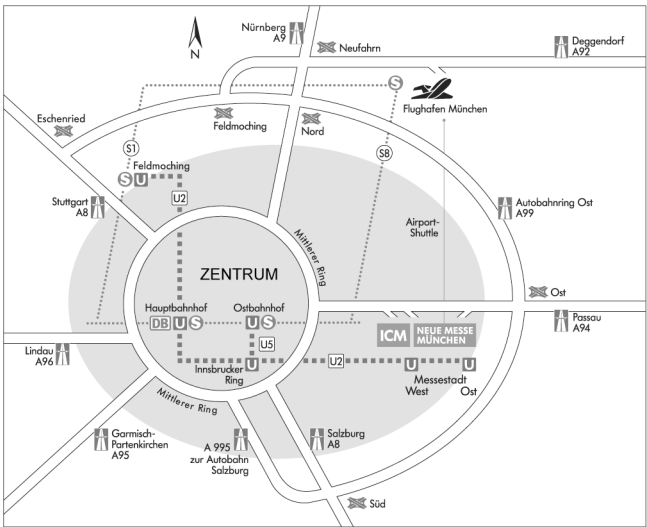 Nürnberg
A9
N
Neufahrn
Deggendorf
A92
S
Flughafen München
Eschenried
Feldmoching
Nord
S1
S8
Feldmoching
S U
U2
Stuttgart
A8
Autobahnring Ost
A99
Airport-
Shuttle
Mittlerer Ring
ZENTRUM
Ost
Hauptbahnhof
DB U S
Ostbahnhof
U S
Passau
A94
ICM NEUE MESSE
MÜNCHEN
U5
Lindau
A96
Innsbrucker
Ring
U
U2
U
U
Messestadt
West Ost
Mittlerer Ring
Garmisch-
Partenkirchen
A95
A 995
zur Autobahn
Salzburg
Salzburg
A8
Süd